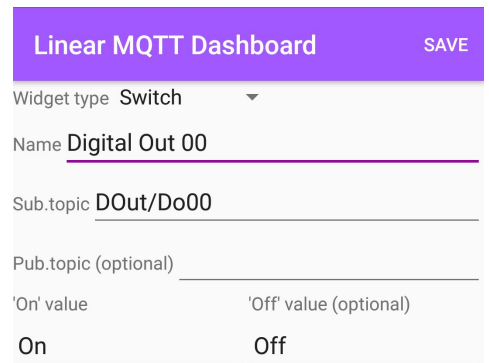 Linear MQTT Dashboard SAVE
Widget type Switch
Name Digital Out 00
Sub.topic DOut/Do00
Pub.topic (optional)
'On' value 'Off' value (optional)
On Off